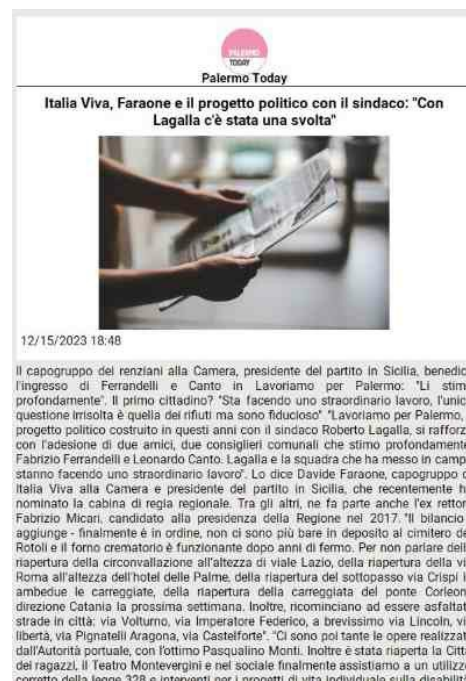 PALERMO
TODAY
Palermo Today
Italia Viva, Faraone e il progetto politico con il sindaco: "Con
Lagalla c'è stata una svolta"
12/15/2023 18:48
Il capogruppo dei renziani alla Camera, presidente del partito in Sicilia, benedic
l'ingresso di Ferrandelli e Canto in Lavoriamo per Palermo: "Li stim
profondamente". Il primo cittadino? "Sta facendo uno straordinario lavoro, l'unic
questione irrisolta è quella dei rifiuti ma sono fiducioso" "Lavoriamo per Palermo,
progetto politico costruito in questi anni con il sindaco Roberto Lagalla, si rafforz
con l'adesione di due amici, due consiglieri comunali che stimo profondamente
Fabrizio Ferrandelli e Leonardo Canto. Lagalla e la squadra che ha messo in camp
stanno facendo uno straordinario lavoro". Lo dice Davide Faraone, capogruppo d
Italia Viva alla Camera e presidente del partito in Sicilia, che recentemente h
nominato la cabina di regia regionale. Tra gli altri, ne fa parte anche l'ex rettor
Fabrizio Micari, candidato alla presidenza della Regione nel 2017. "Il bilancio
aggiunge - finalmente è in ordine, non ci sono più bare in deposito al cimitero de
Rotoli e il forno crematorio è funzionante dopo anni di fermo. Per non parlare dell
riapertura della circonvallazione all'altezza di viale Lazio, della riapertura della vi
Roma all'altezza dell'hotel delle Palme, della riapertura del sottopasso via Crispi i
ambedue le carreggiate, della riapertura della carreggiata del ponte Corleon
direzione Catania la prossima settimana. Inoltre, ricominciano ad essere asfaltat
strade in città: via Volturno, via Imperatore Federico, a brevissimo via Lincoln, vi
libertà, via Pignatelli Aragona, via Castelforte". "Ci sono poi tante le opere realizzat
dall'Autorità portuale, con l'ottimo Pasqualino Monti. Inoltre è stata riaperta la Citt
dei ragazzi, il Teatro Montevergini e nel sociale finalmente assistiamo a un utilizz
corretto della legge 328 e interventi per i progetti di vita individuale sulla disabilit